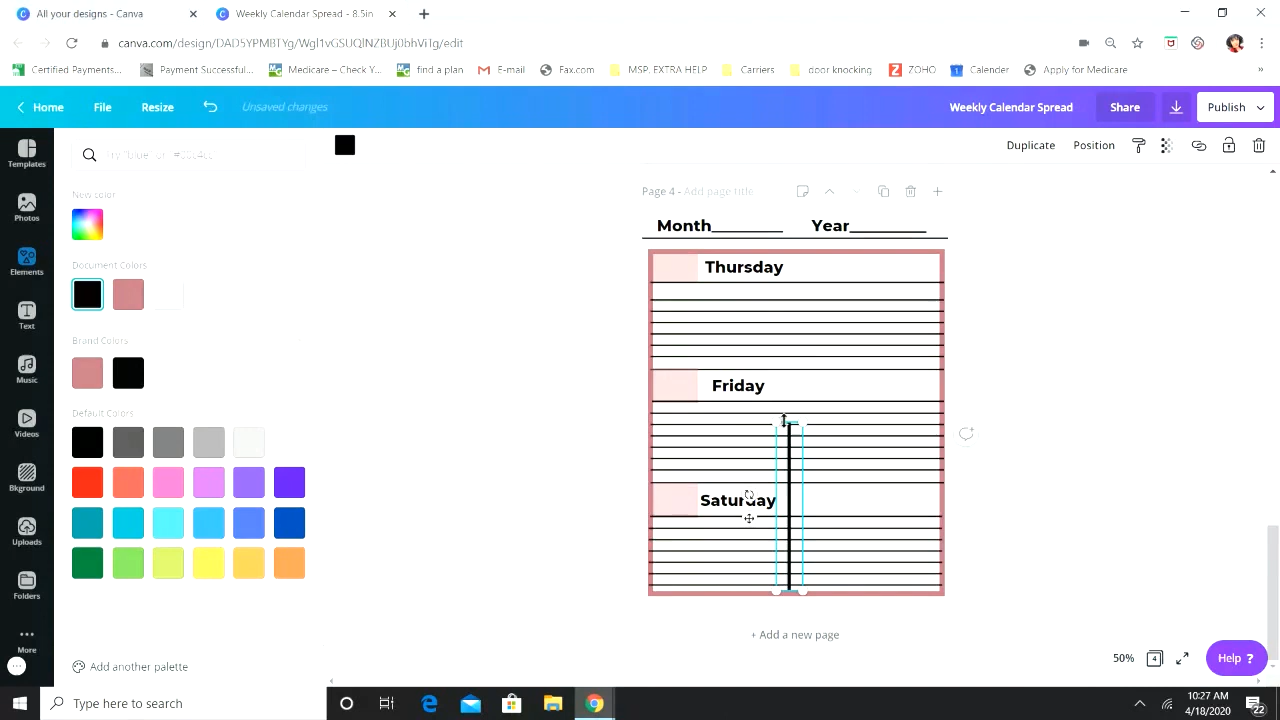 All your designs - Canva
Weekly Calendar Spread - 8.5in
canva.com/design/DAD5YPMBTYg/Wgl1vGSUQlNZBUj0bhViTg/edit
Certified Payments...
Payment Successful...
Medicare – Check Y...
find a plan
E-mail
Fax.com
MSP. EXTRA HELP
Carriers
door knocking
ZOHO
Calender
Apply for Medicare
»
Home
File
Resize
Unsaved changes
Weekly Calendar Spread
Share
Publish
Duplicate
Position
Templates
Photos
Elements
Text
Music
Videos
Bkground
Uploads
Folders
More
New color
Document Colors
Brand Colors
Default Colors
Add another palette
Page 4 - Add page title
Month________ Year_________
Thursday
Friday
Saturday
+ Add a new page
50%
4
Help ?
Type here to search
10:27 AM
4/18/2020
22